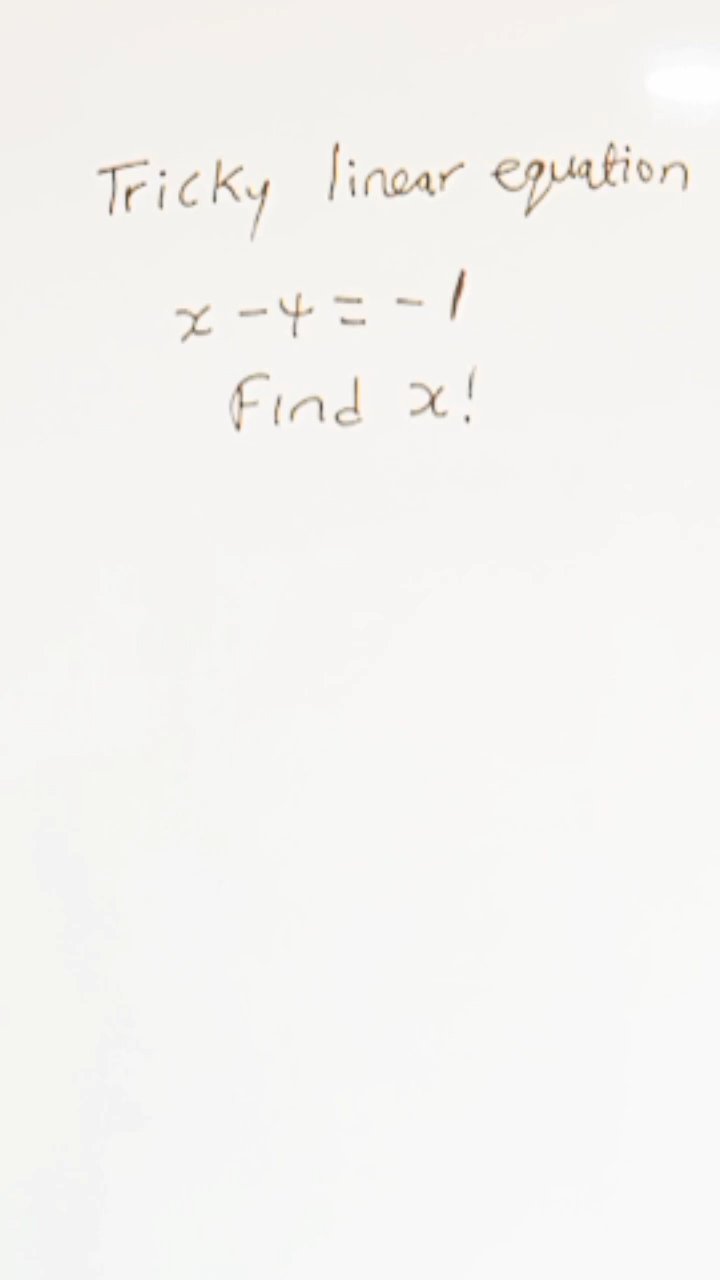 Tricky linear equation
x - 4 = - 1
Find x!